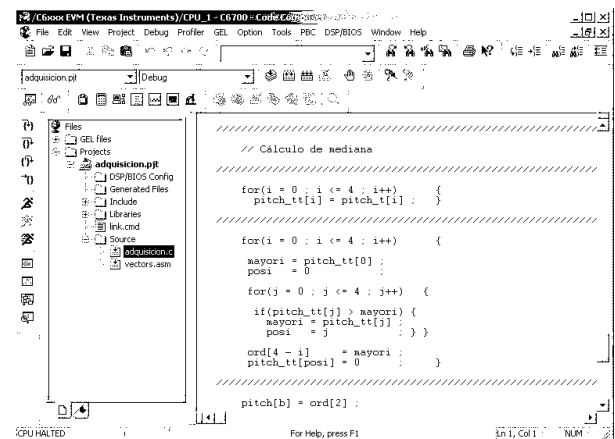 /C6xxx EVM (Texas Instruments)/CPU_1 - C6700 - Code
File Edit View Project Debug Profiler GEL Option Tools PBC DSP/BIOS Window Help
adquisicion.pjt Debug
Files
GEL files
Projects
adquisicion.pjt
DSP/BIOS Config
Generated Files
Include
Libraries
link.cmd
Source
adquisicion.c
vectors.asm
////////////////////////////////////////////////////////
// Cálculo de mediana
////////////////////////////////////////////////////////
for(i = 0 ; i <= 4 ; i++) {
pitch_tt[i] = pitch_t[i] ; }
////////////////////////////////////////////////////////
for(i = 0 ; i <= 4 ; i++) {
mayori = pitch_tt[0] ;
posi = 0 ;
for(j = 0 ; j <= 4 ; j++) {
if(pitch_tt[j] > mayori) {
mayori = pitch_tt[j] ;
posi = j ; } }
ord[4 - i] = mayori ;
pitch_tt[posi] = 0 ; }
////////////////////////////////////////////////////////
pitch[b] = ord[2] ;
CPU HALTED For Help, press F1 Ln 1, Col 1 NUM